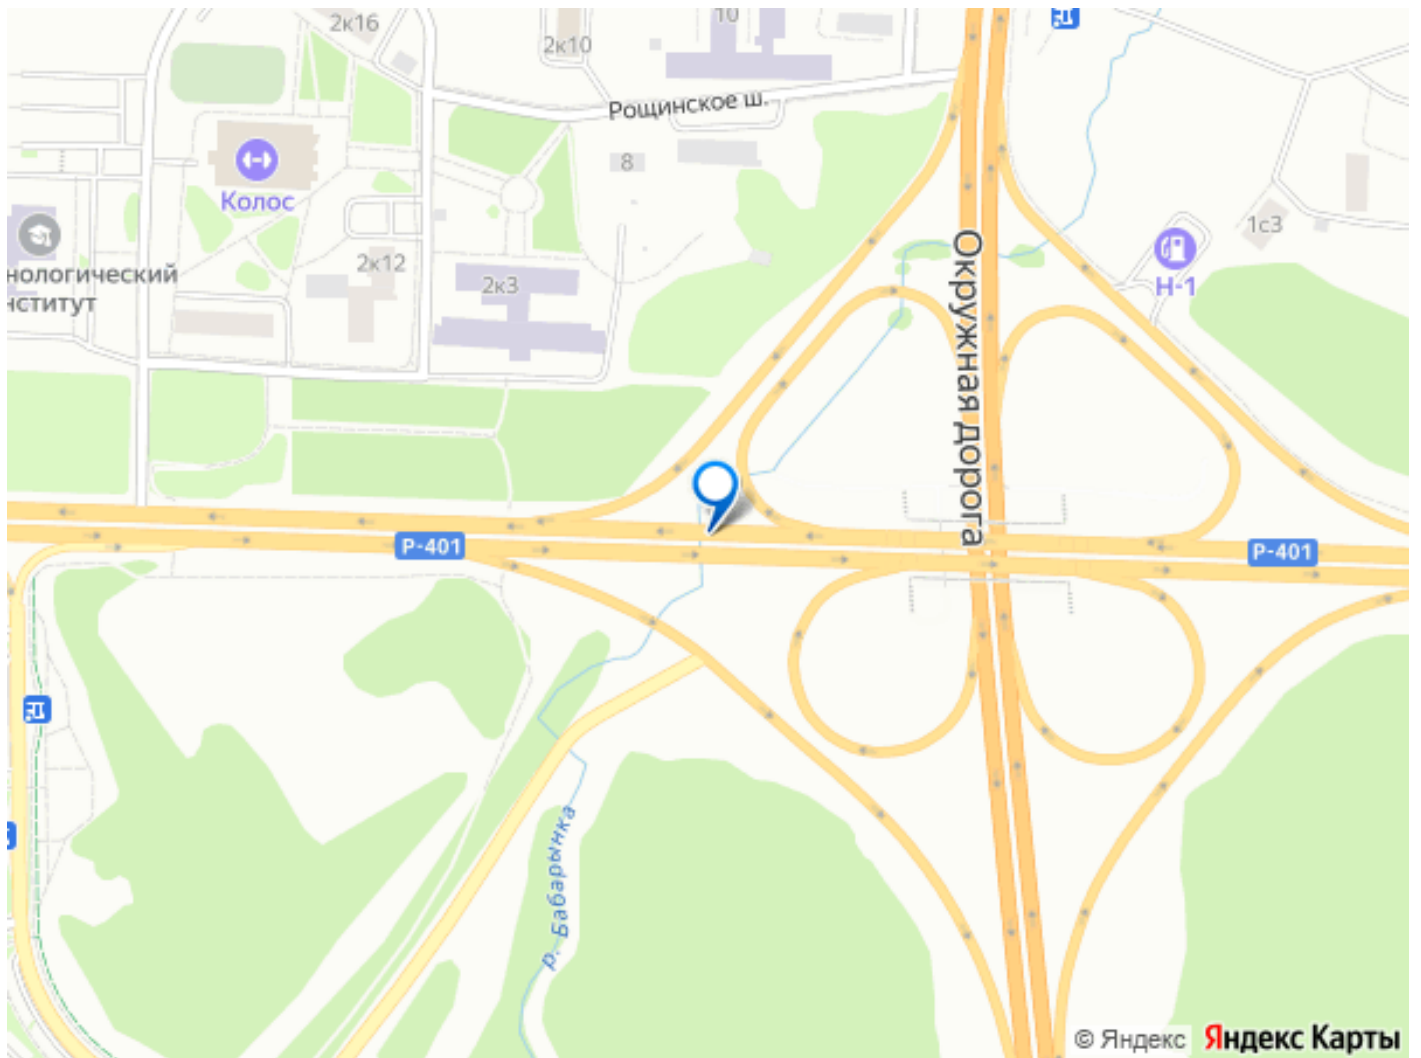 2к16
2к10
10
Рощинское ш.
8
Колос
1с3
нологический
нститут
2к12
2к3
Н-1
Окружная дорога
Р-401
Р-401
р. Бабарынка
© Яндекс Яндекс Карты